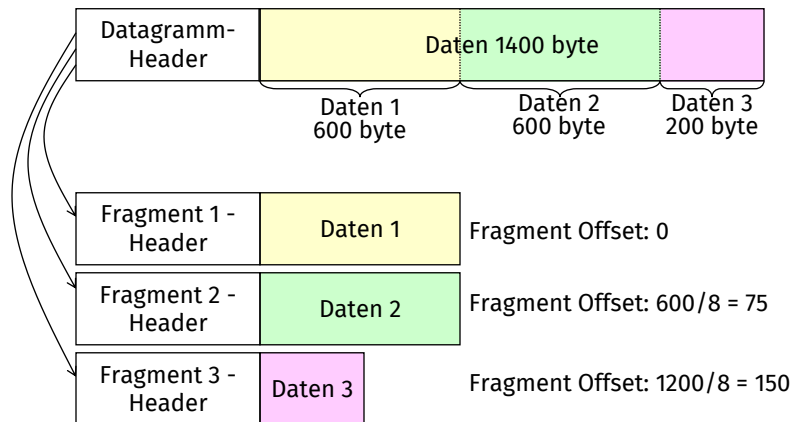 Datagramm-
Header
Daten 1400 byte
Daten 1
600 byte
Daten 2
600 byte
Daten 3
200 byte
Fragment 1 -
Header
Daten 1
Fragment Offset: 0
Fragment 2 -
Header
Daten 2
Fragment Offset: 600/8 = 75
Fragment 3 -
Header
Daten 3
Fragment Offset: 1200/8 = 150